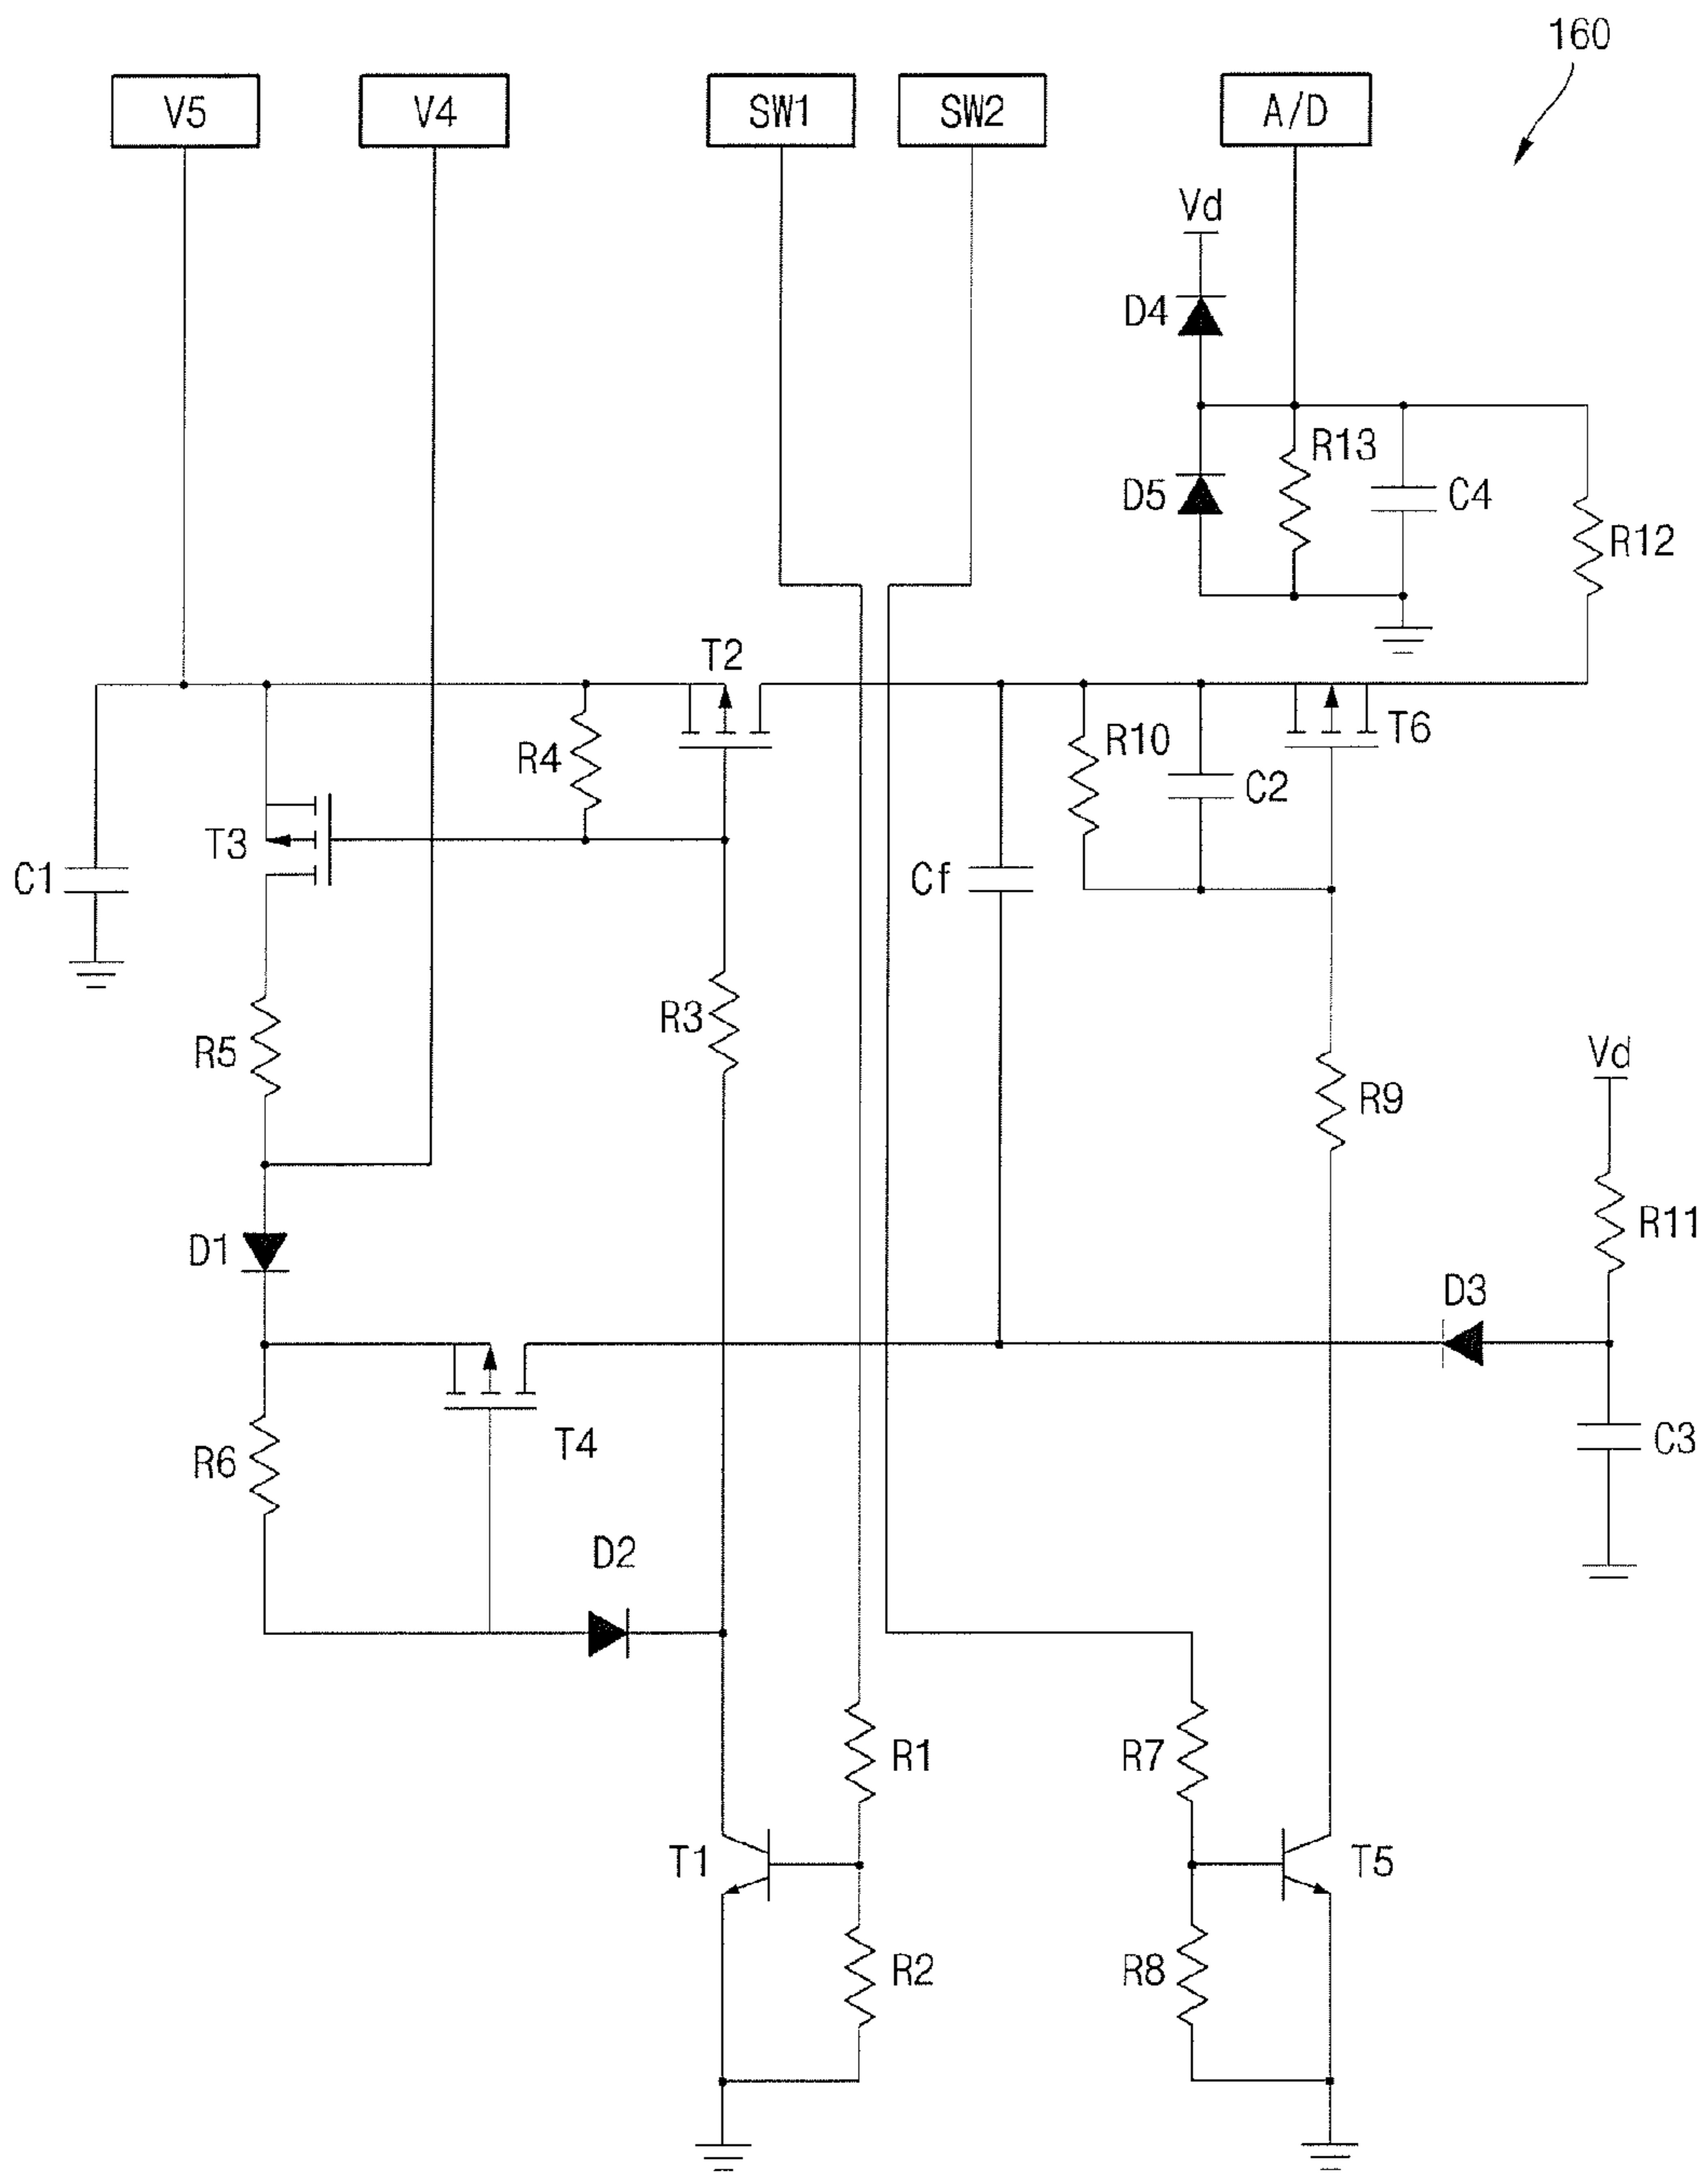 160
V5 V4 SW1 SW2 A/D
Vd
D4
R13
D5 C4
R12
T2
T6
R4 R10
C2
T3
C1 Cf
R3
R5 Vd
R9
R11
D1 D3
T4 C3
R6
D2
R1 R7
T1 T5
R2 R8